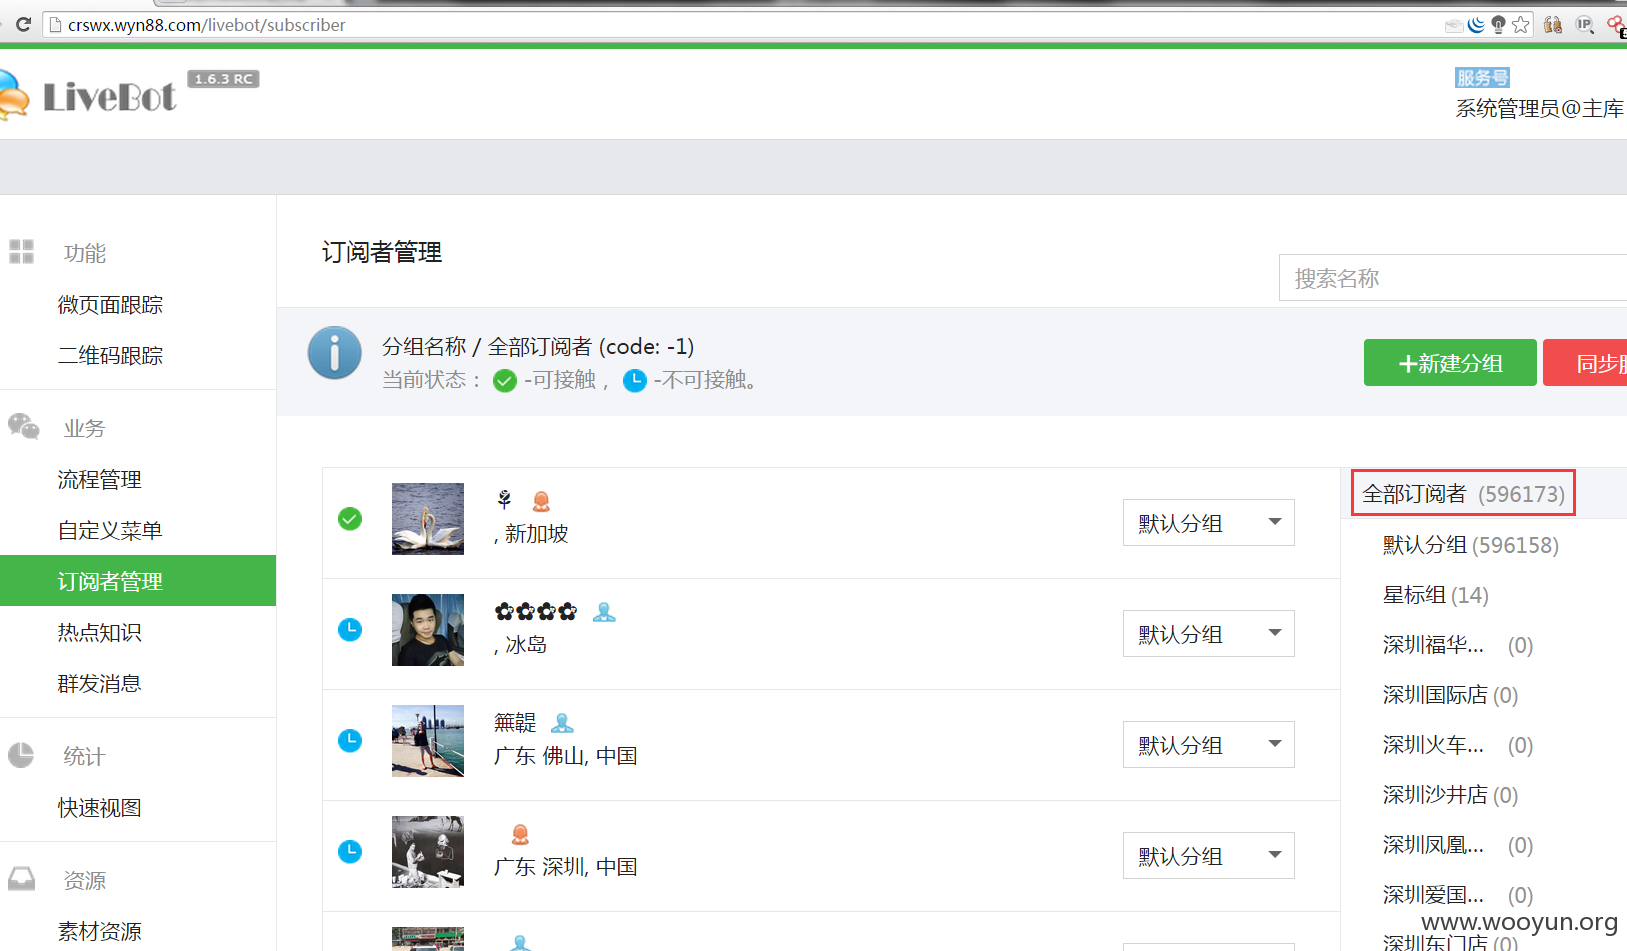 crswx.wyn88.com/livebot/subscriber
LiveBot
1.6.3 RC
服务号
系统管理员@主库
功能
微页面跟踪
二维码跟踪
业务
流程管理
自定义菜单
订阅者管理
热点知识
群发消息
统计
快速视图
资源
素材资源
订阅者管理
搜索名称
分组名称 / 全部订阅者 (code: -1)
当前状态： -可接触， -不可接触。
+新建分组
同步
, 新加坡
默认分组
✿✿✿✿
, 冰岛
默认分组
广东 佛山, 中国
默认分组
广东 深圳, 中国
默认分组
全部订阅者 (596173)
默认分组 (596158)
星标组 (14)
深圳福华... (0)
深圳国际店 (0)
深圳火车... (0)
深圳沙井店 (0)
深圳凤凰... (0)
深圳爱国... (0)
深圳东门店 (0)
www.wooyun.org